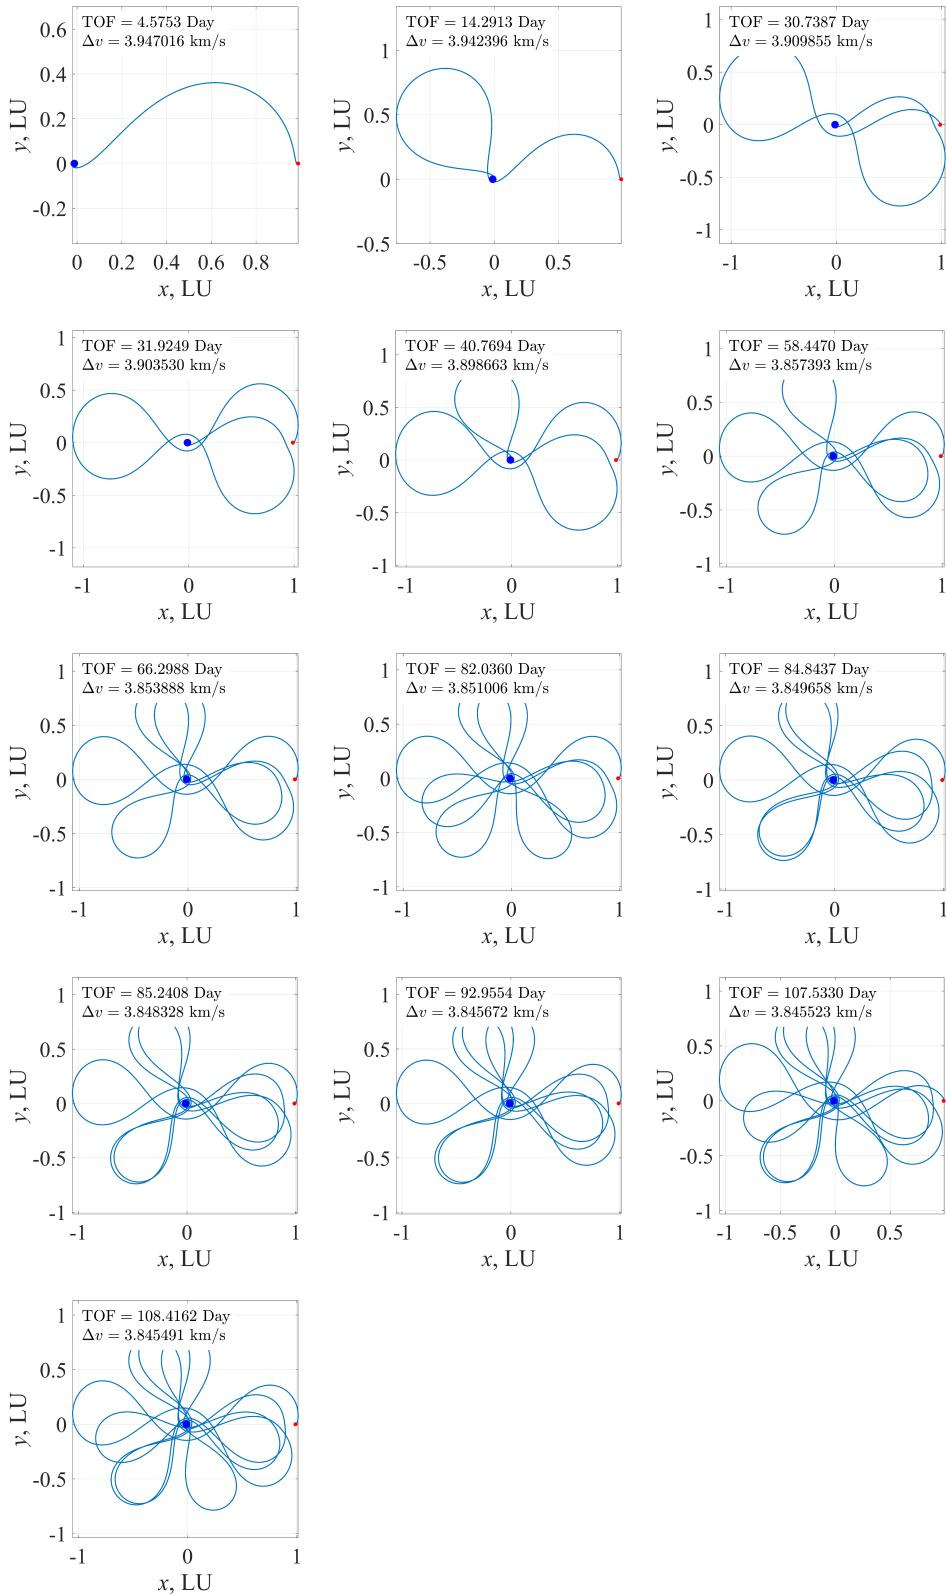 TOF = 4.5753 Day
Δv = 3.947016 km/s
0.6
0.4
0.2
0
-0.2
y, LU
0 0.2 0.4 0.6 0.8
x, LU
TOF = 14.2913 Day
Δv = 3.942396 km/s
1
0.5
0
-0.5
y, LU
-0.5 0 0.5
x, LU
TOF = 30.7387 Day
Δv = 3.909855 km/s
1
0.5
0
-0.5
-1
y, LU
-1 0 1
x, LU
TOF = 31.9249 Day
Δv = 3.903530 km/s
1
0.5
0
-0.5
-1
y, LU
-1 0 1
x, LU
TOF = 40.7694 Day
Δv = 3.898663 km/s
1
0.5
0
-0.5
-1
y, LU
-1 0 1
x, LU
TOF = 58.4470 Day
Δv = 3.857393 km/s
1
0.5
0
-0.5
-1
y, LU
-1 0 1
x, LU
TOF = 66.2988 Day
Δv = 3.853888 km/s
1
0.5
0
-0.5
-1
y, LU
-1 0 1
x, LU
TOF = 82.0360 Day
Δv = 3.851006 km/s
1
0.5
0
-0.5
-1
y, LU
-1 0 1
x, LU
TOF = 84.8437 Day
Δv = 3.849658 km/s
1
0.5
0
-0.5
-1
y, LU
-1 0 1
x, LU
TOF = 85.2408 Day
Δv = 3.848328 km/s
1
0.5
0
-0.5
-1
y, LU
-1 0 1
x, LU
TOF = 92.9554 Day
Δv = 3.845672 km/s
1
0.5
0
-0.5
-1
y, LU
-1 0 1
x, LU
TOF = 107.5330 Day
Δv = 3.845523 km/s
1
0.5
0
-0.5
-1
y, LU
-1 -0.5 0 0.5
x, LU
TOF = 108.4162 Day
Δv = 3.845491 km/s
1
0.5
0
-0.5
-1
y, LU
-1 0 1
x, LU